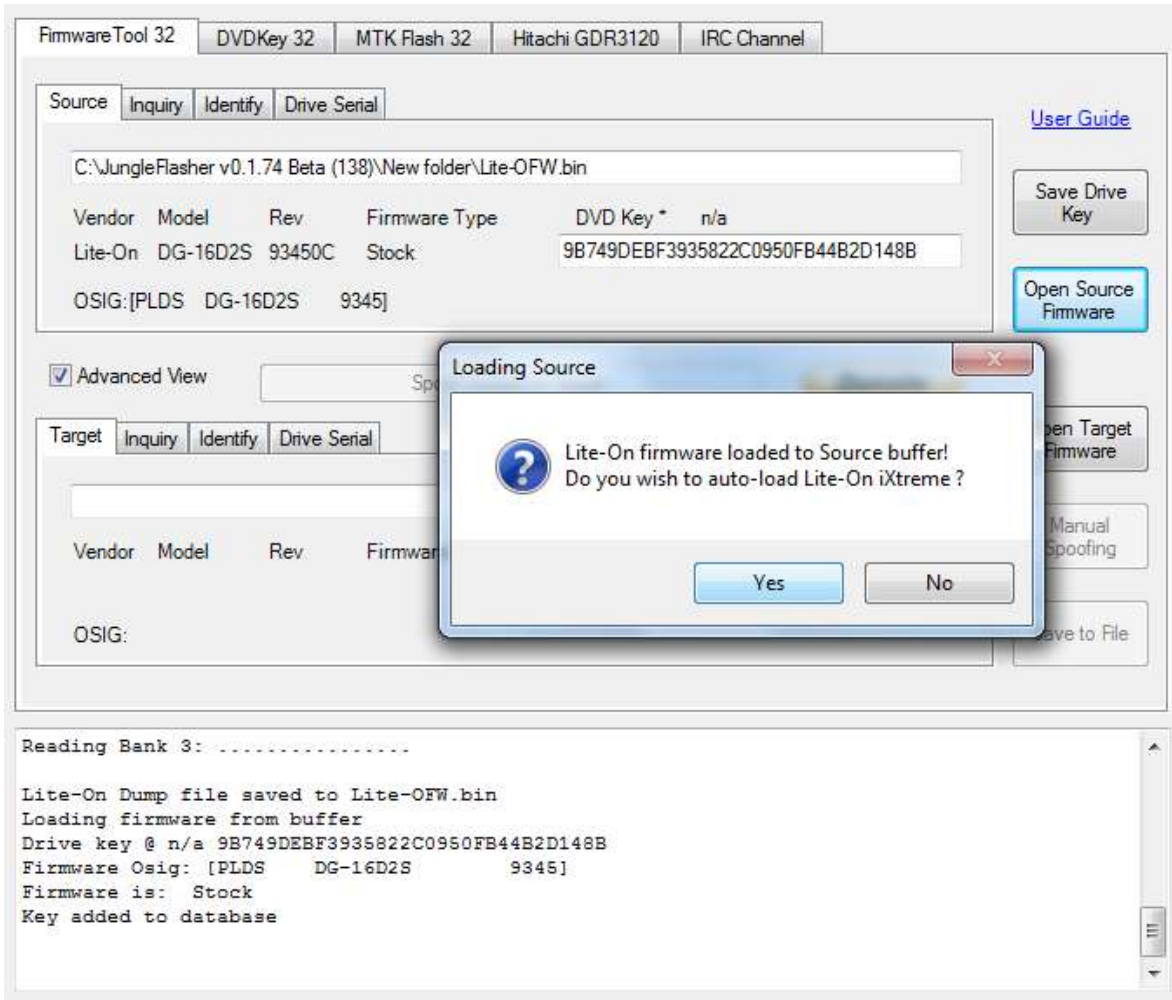 FirmwareTool 32 DVDKey 32 MTK Flash 32 Hitachi GDR3120 IRC Channel
Source Inquiry Identify Drive Serial
User Guide
C:\JungleFlasher v0.1.74 Beta (138)\New folder\Lite-OFW.bin
Save Drive
Key
Vendor Model Rev Firmware Type DVD Key * n/a
Lite-On DG-16D2S 93450C Stock 9B749DEBF3935822C0950FB44B2D148B
OSIG:[PLDS DG-16D2S 9345]
Open Source
Firmware
Advanced View
Loading Source
Lite-On firmware loaded to Source buffer!
Do you wish to auto-load Lite-On iXtreme ?
Yes No
Target Inquiry Identify Drive Serial
pen Target
Firmware
Vendor Model Rev Firmwar
Manual
Spoofing
OSIG:
ave to File
Reading Bank 3: ................
Lite-On Dump file saved to Lite-OFW.bin
Loading firmware from buffer
Drive key @ n/a 9B749DEBF3935822C0950FB44B2D148B
Firmware Osig: [PLDS DG-16D2S 9345]
Firmware is: Stock
Key added to database